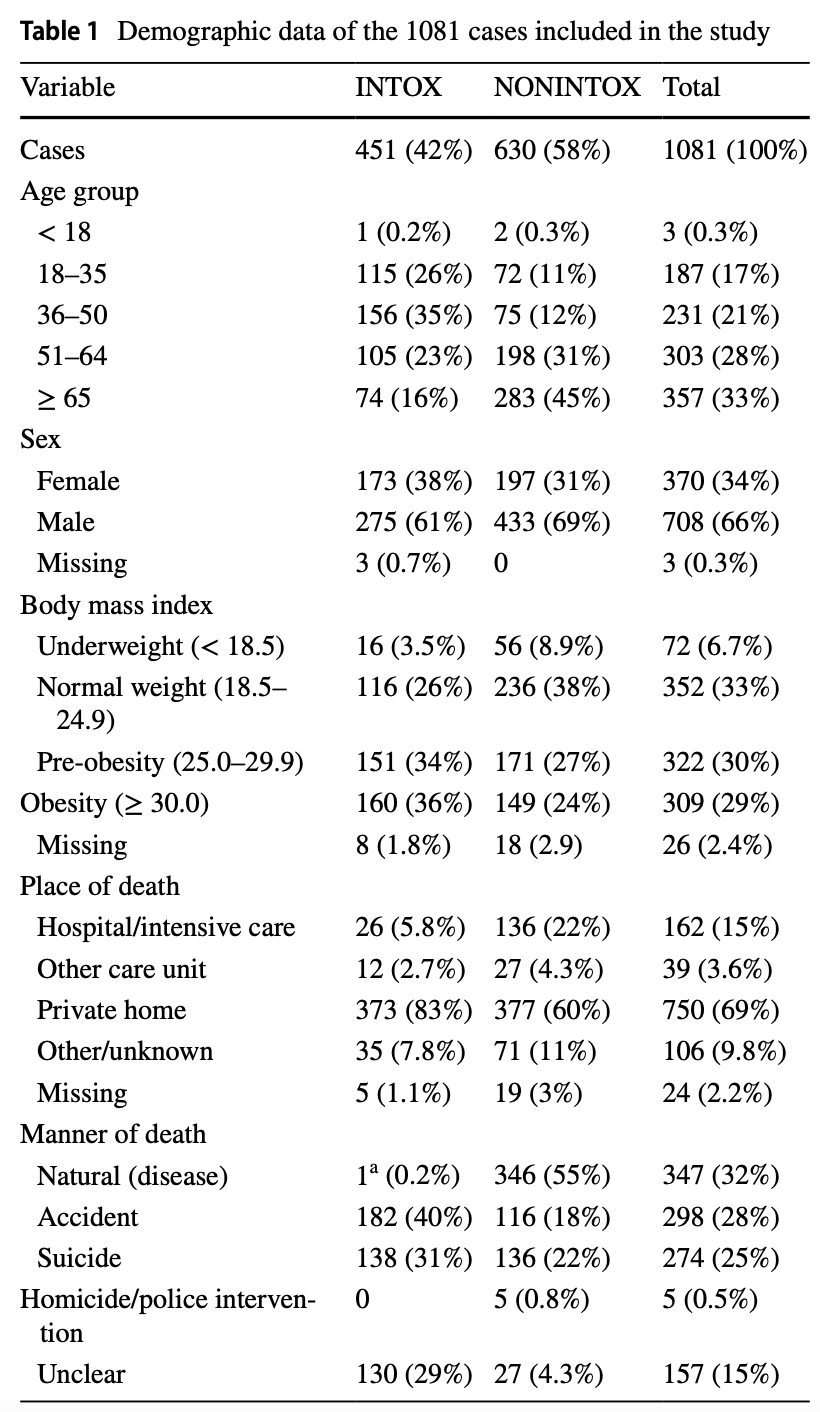 Table 1 Demographic data of the 1081 cases included in the study
Variable INTOX NONINTOX Total
Cases 451 (42%) 630 (58%) 1081 (100%)
Age group
< 18 1 (0.2%) 2 (0.3%) 3 (0.3%)
18–35 115 (26%) 72 (11%) 187 (17%)
36–50 156 (35%) 75 (12%) 231 (21%)
51–64 105 (23%) 198 (31%) 303 (28%)
≥ 65 74 (16%) 283 (45%) 357 (33%)
Sex
Female 173 (38%) 197 (31%) 370 (34%)
Male 275 (61%) 433 (69%) 708 (66%)
Missing 3 (0.7%) 0 3 (0.3%)
Body mass index
Underweight (< 18.5) 16 (3.5%) 56 (8.9%) 72 (6.7%)
Normal weight (18.5– 116 (26%) 236 (38%) 352 (33%)
24.9)
Pre-obesity (25.0–29.9) 151 (34%) 171 (27%) 322 (30%)
Obesity (≥ 30.0) 160 (36%) 149 (24%) 309 (29%)
Missing 8 (1.8%) 18 (2.9) 26 (2.4%)
Place of death
Hospital/intensive care 26 (5.8%) 136 (22%) 162 (15%)
Other care unit 12 (2.7%) 27 (4.3%) 39 (3.6%)
Private home 373 (83%) 377 (60%) 750 (69%)
Other/unknown 35 (7.8%) 71 (11%) 106 (9.8%)
Missing 5 (1.1%) 19 (3%) 24 (2.2%)
Manner of death
Natural (disease) 1ᵃ (0.2%) 346 (55%) 347 (32%)
Accident 182 (40%) 116 (18%) 298 (28%)
Suicide 138 (31%) 136 (22%) 274 (25%)
Homicide/police interven- 0 5 (0.8%) 5 (0.5%)
tion
Unclear 130 (29%) 27 (4.3%) 157 (15%)